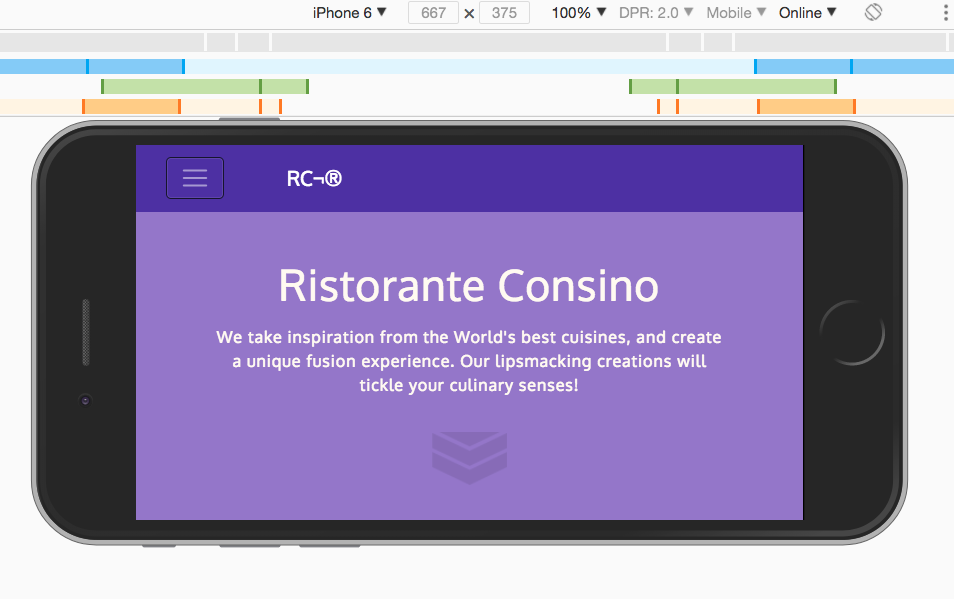 iPhone 6 ▼ 667 × 375 100% ▼ DPR: 2.0 ▼ Mobile ▼ Online ▼
RC¬®
Ristorante Consino
We take inspiration from the World's best cuisines, and create
a unique fusion experience. Our lipsmacking creations will
tickle your culinary senses!